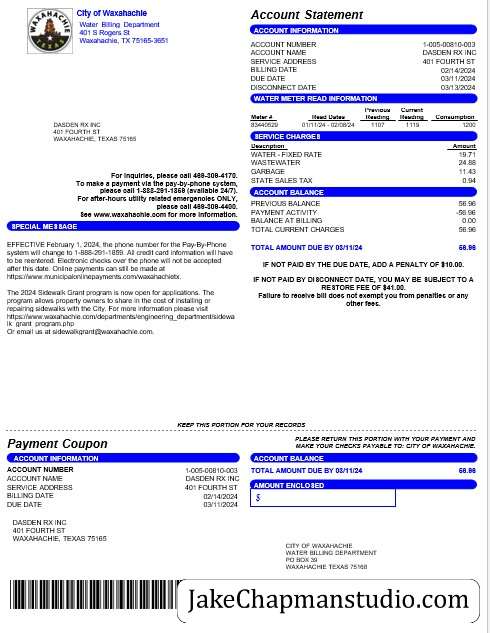 City of Waxahachie
Water Billing Department
401 S Rogers St
Waxahachie, TX 75165-3651
WAXAHACHIE
TEXAS
Account Statement
ACCOUNT INFORMATION
ACCOUNT NUMBER 1-005-00810-003
ACCOUNT NAME DASDEN RX INC
SERVICE ADDRESS 401 FOURTH ST
BILLING DATE 02/14/2024
DUE DATE 03/11/2024
DISCONNECT DATE 03/13/2024
WATER METER READ INFORMATION
Previous Current
Meter # Read Dates Reading Reading Consumption
83440529 01/11/24 - 02/08/24 1107 1119 1200
SERVICE CHARGES
Description Amount
WATER - FIXED RATE 19.71
WASTEWATER 24.88
GARBAGE 11.43
STATE SALES TAX 0.94
ACCOUNT BALANCE
PREVIOUS BALANCE 56.96
PAYMENT ACTIVITY -56.96
BALANCE AT BILLING 0.00
TOTAL CURRENT CHARGES 56.96
TOTAL AMOUNT DUE BY 03/11/24 56.96
IF NOT PAID BY THE DUE DATE, ADD A PENALTY OF $10.00.
IF NOT PAID BY DISCONNECT DATE, YOU MAY BE SUBJECT TO A
RESTORE FEE OF $41.00.
Failure to receive bill does not exempt you from penalties or any
other fees.
DASDEN RX INC
401 FOURTH ST
WAXAHACHIE, TEXAS 75165
For inquiries, please call 469-309-4170.
To make a payment via the pay-by-phone system,
please call 1-888-291-1859 (available 24/7).
For after-hours utility related emergencies ONLY,
please call 469-309-4400.
See www.waxahachie.com for more information.
SPECIAL MESSAGE
EFFECTIVE February 1, 2024, the phone number for the Pay-By-Phone
system will change to 1-888-291-1859. All credit card information will have
to be reentered. Electronic checks over the phone will not be accepted
after this date. Online payments can still be made at
https://www.municipalonlinepayments.com/waxahachietx.
The 2024 Sidewalk Grant program is now open for applications. The
program allows property owners to share in the cost of installing or
repairing sidewalks with the City. For more information please visit
https://www.waxahachie.com/departments/engineering_department/sidewa
lk_grant_program.php
Or email us at sidewalkgrant@waxahachie.com.
KEEP THIS PORTION FOR YOUR RECORDS
Payment Coupon
PLEASE RETURN THIS PORTION WITH YOUR PAYMENT AND
MAKE YOUR CHECKS PAYABLE TO: CITY OF WAXAHACHIE.
ACCOUNT INFORMATION
ACCOUNT NUMBER 1-005-00810-003
ACCOUNT NAME DASDEN RX INC
SERVICE ADDRESS 401 FOURTH ST
BILLING DATE 02/14/2024
DUE DATE 03/11/2024
ACCOUNT BALANCE
TOTAL AMOUNT DUE BY 03/11/24 56.96
AMOUNT ENCLOSED
$
DASDEN RX INC
401 FOURTH ST
WAXAHACHIE, TEXAS 75165
CITY OF WAXAHACHIE
WATER BILLING DEPARTMENT
PO BOX 39
WAXAHACHIE TEXAS 75168
JakeChapmanstudio.com